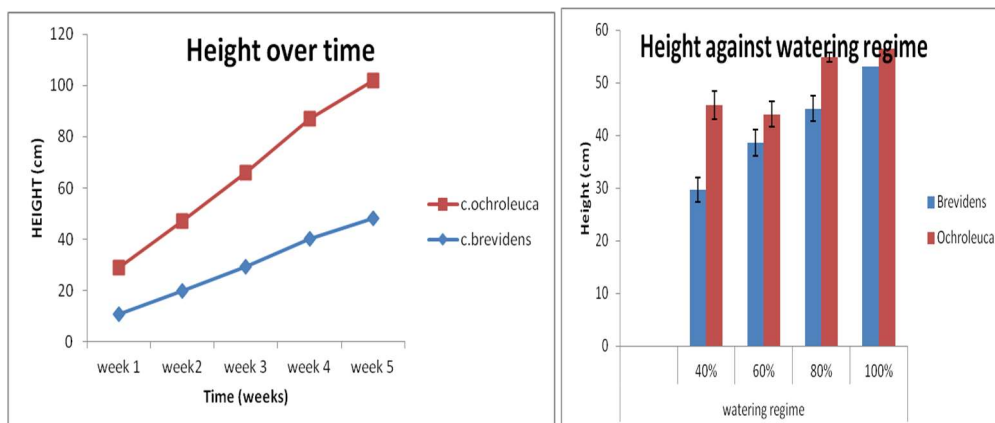 Height over time
120
100
80
60
40
20
0
HEIGHT (cm)
week 1 week2 week 3 week 4 week 5
Time (weeks)
c.ochroleuca
c.brevidens
Height against watering regime
60
50
40
30
20
10
0
Height (cm)
40% 60% 80% 100%
watering regime
Brevidens
Ochroleuca